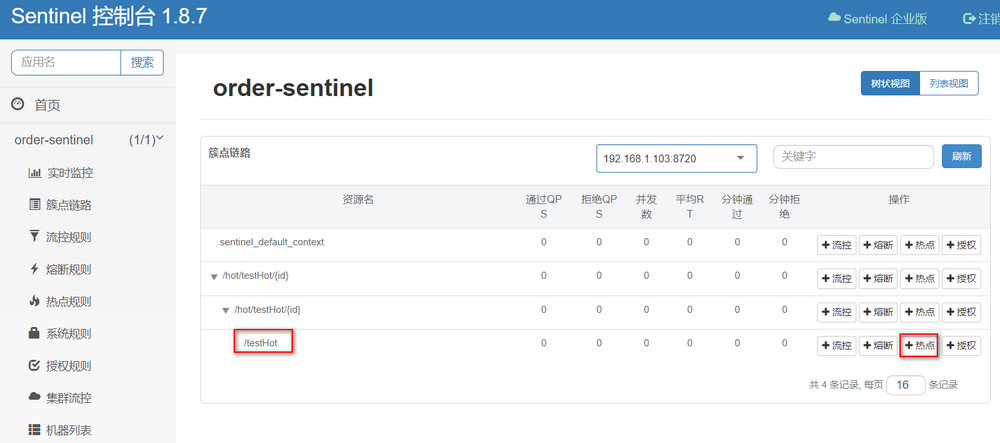 Sentinel 控制台 1.8.7
Sentinel 企业版
注销
应用名
搜索
首页
order-sentinel
(1/1)
实时监控
簇点链路
流控规则
熔断规则
热点规则
系统规则
授权规则
集群流控
机器列表
order-sentinel
树状视图
列表视图
簇点链路
192.168.1.103:8720
关键字
刷新
资源名 通过QPS 拒绝QPS 并发数 平均RT 分钟通过 分钟拒绝 操作
sentinel_default_context 0 0 0 0 0 0 +流控 +熔断 +热点 +授权
/hot/testHot/{id} 0 0 0 0 0 0 +流控 +熔断 +热点 +授权
/hot/testHot/{id} 0 0 0 0 0 0 +流控 +熔断 +热点 +授权
/testHot 0 0 0 0 0 0 +流控 +熔断 +热点 +授权
共 4 条记录, 每页 16 条记录